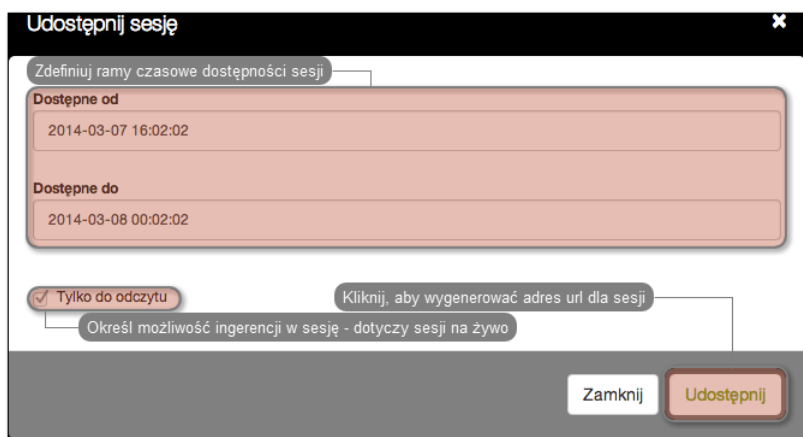 Udostępnij sesję
Zdefiniuj ramy czasowe dostępności sesji
Dostępne od
2014-03-07 16:02:02
Dostępne do
2014-03-08 00:02:02
Tylko do odczytu
Kliknij, aby wygenerować adres url dla sesji
Określ możliwość ingerencji w sesję - dotyczy sesji na żywo
Zamknij
Udostępnij